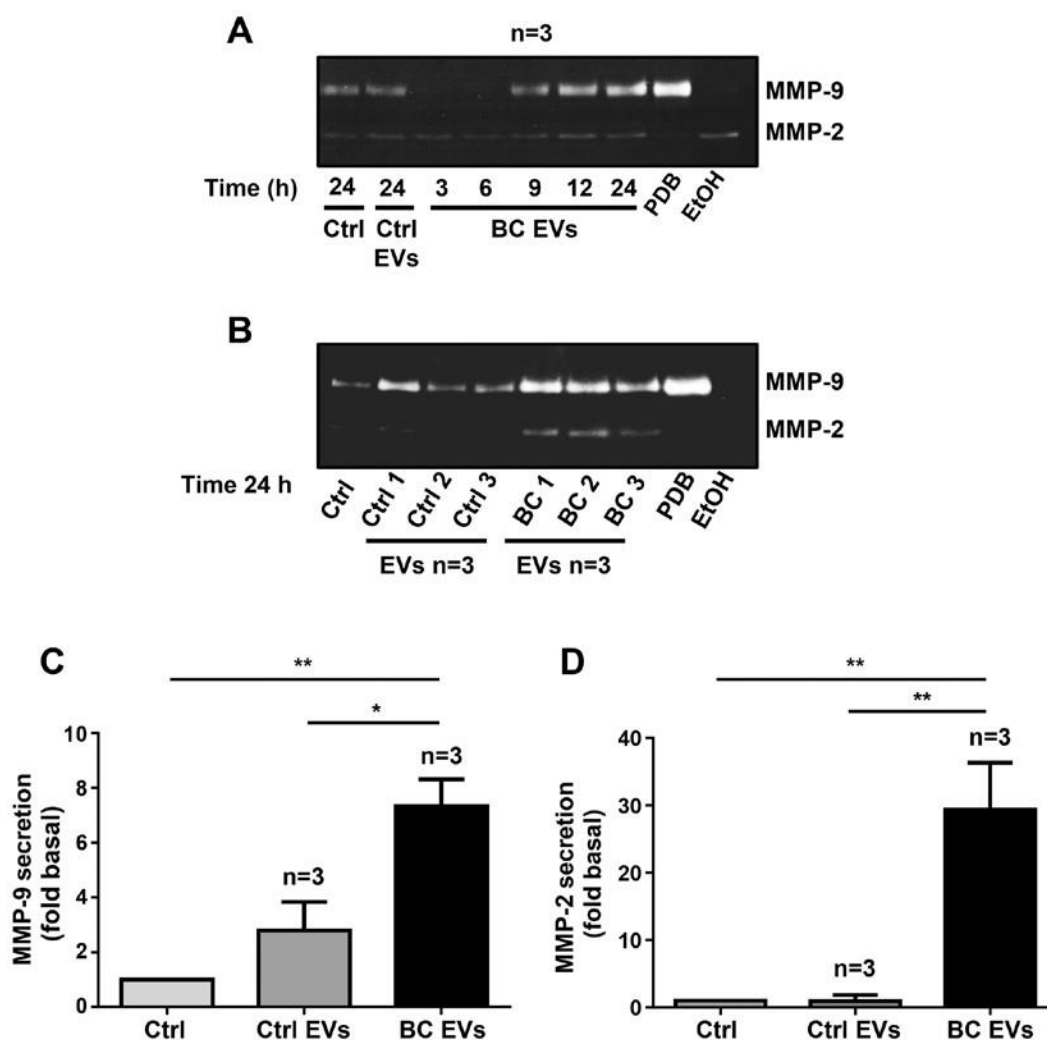 A
n=3
MMP-9
MMP-2
Time (h) 24 24 3 6 9 12 24 PDB EtOH
Ctrl Ctrl EVs BC EVs
B
MMP-9
MMP-2
Time 24 h Ctrl Ctrl 1 Ctrl 2 Ctrl 3 BC 1 BC 2 BC 3 PDB EtOH
EVs n=3 EVs n=3
C
**
*
MMP-9 secretion
(fold basal)
10
8
6
4
2
0
n=3
n=3
Ctrl Ctrl EVs BC EVs
D
**
**
MMP-2 secretion
(fold basal)
40
30
20
10
0
n=3
n=3
Ctrl Ctrl EVs BC EVs